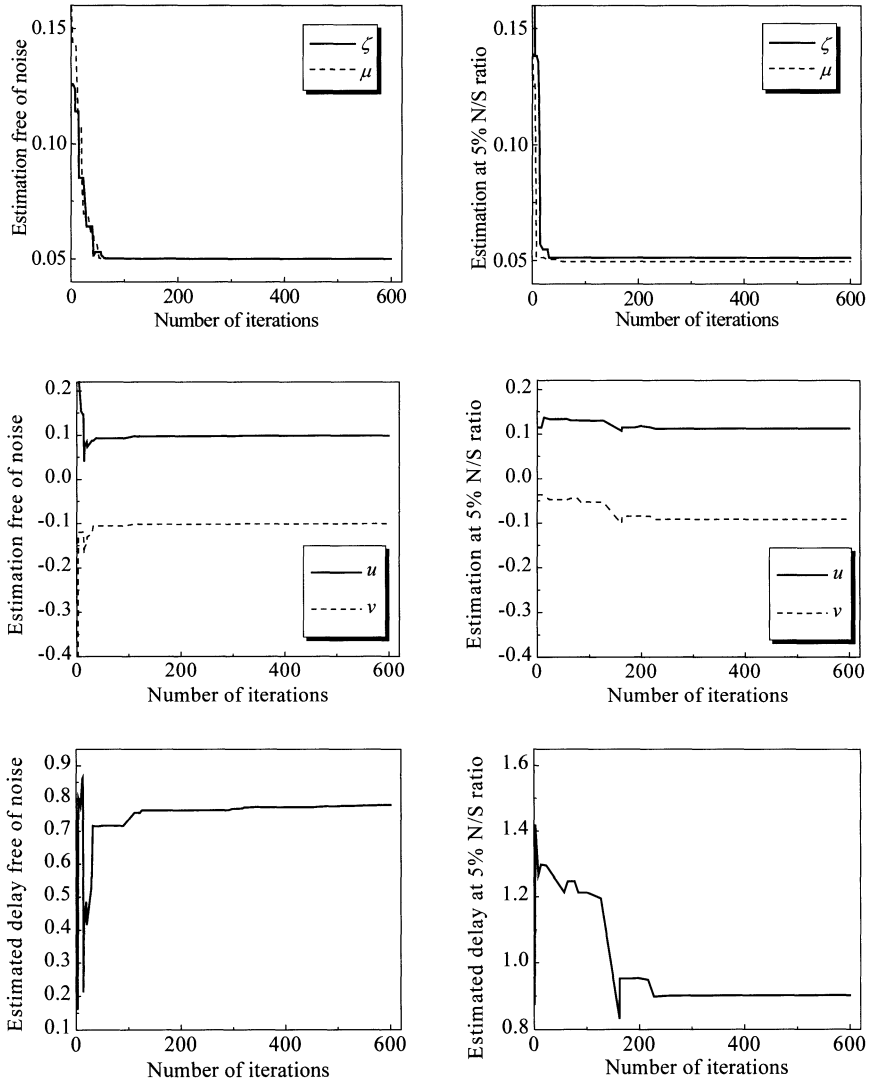 0.15
0.10
0.05
0 200 400 600
Number of iterctions
Estimation free of noise
ζ
μ
0.15
0.10
0.05
0 200 400 600
Number of iterctions
Estimation at 5% N/S ratio
ζ
μ
0.2
0.1
0.0
-0.1
-0.2
-0.3
-0.4
0 200 400 600
Number of iterctions
Estimation free of noise
u
v
0.2
0.1
0.0
-0.1
-0.2
-0.3
-0.4
0 200 400 600
Number of iterctions
Estimation at 5% N/S ratio
u
v
0.9
0.8
0.7
0.6
0.5
0.4
0.3
0.2
0.1
0 200 400 600
Number of iterctions
Estimated delay free of noise
1.6
1.4
1.2
1.0
0.8
0 200 400 600
Number of iterctions
Estimated delay at 5% N/S ratio